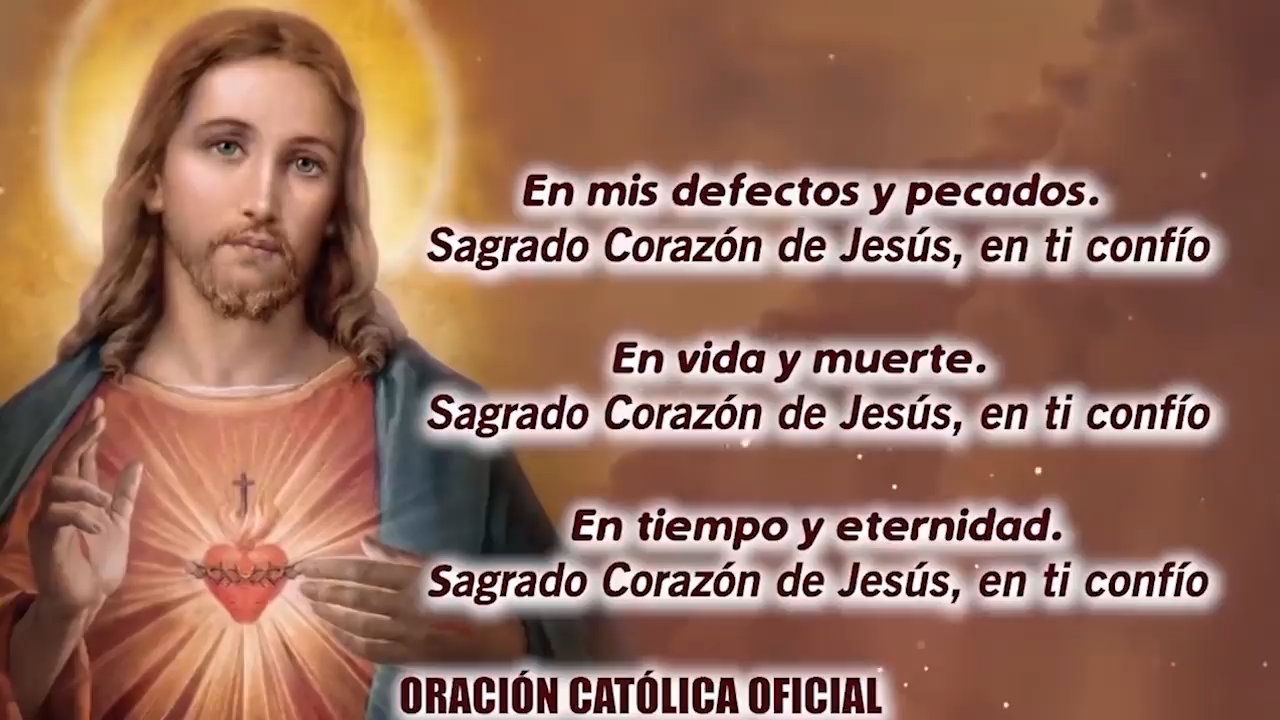 En mis defectos y pecados.
Sagrado Corazón de Jesús, en ti confío
En vida y muerte.
Sagrado Corazón de Jesús, en ti confío
En tiempo y eternidad.
Sagrado Corazón de Jesús, en ti confío
ORACIÓN CATÓLICA OFICIAL